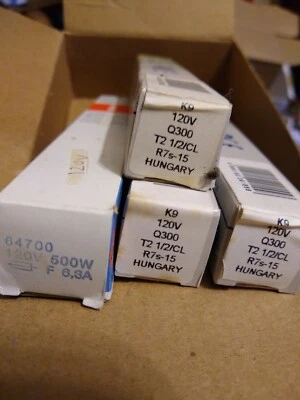 K9
120V
Q300
T2 1/2/CL
R7s-15
HUNGARY
64700
120V 500W
F 6,3A
K9
120V
Q300
T2 1/2/CL
R7s-15
HUNGARY
K9
120V
Q300
T2 1/2/CL
R7s-15
HUNGARY